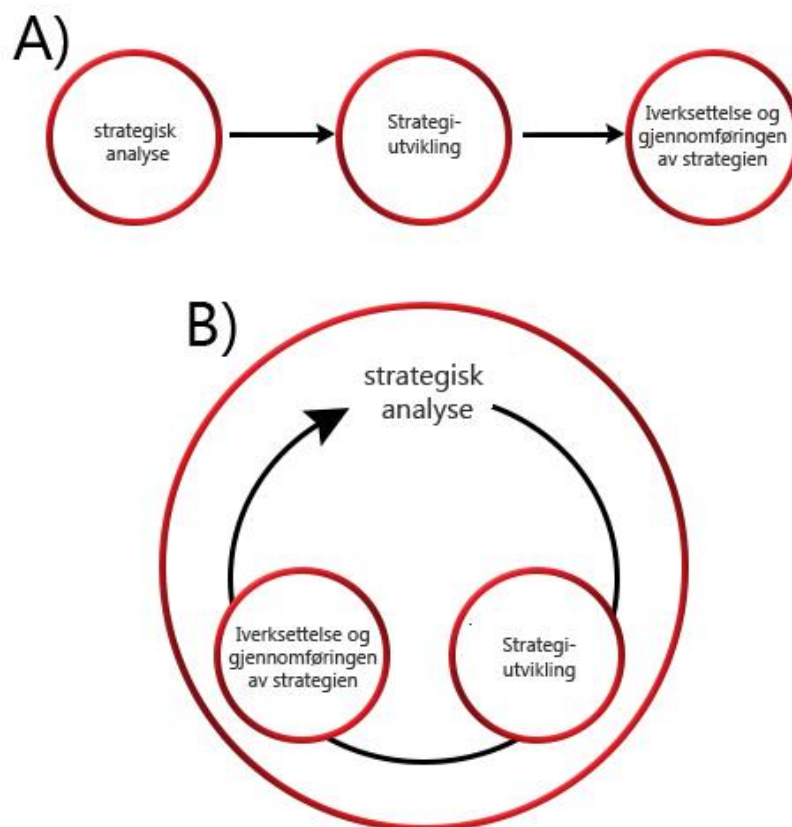 A)
strategisk
analyse
Strategi-
utvikling
Iverksettelse og
gjennomføringen
av strategien
B)
strategisk
analyse
Iverksettelse og
gjennomføringen
av strategien
Strategi-
utvikling